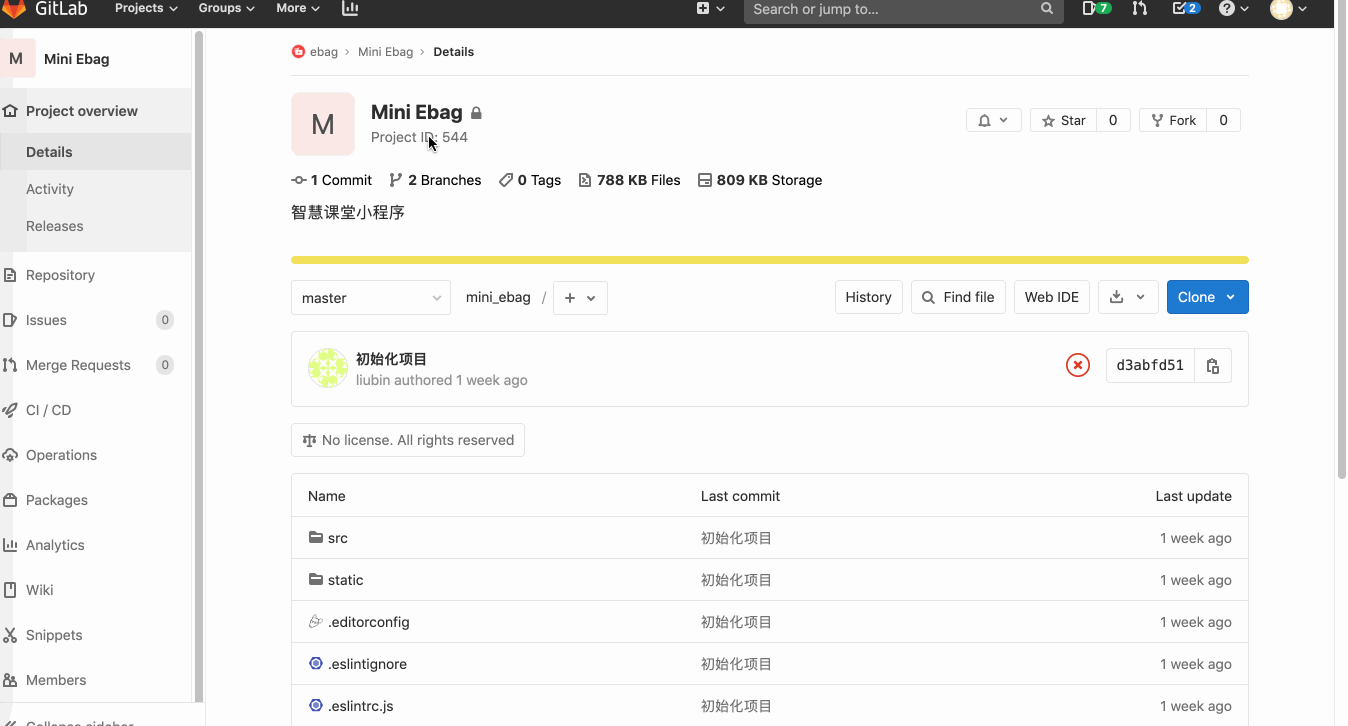 GitLab Projects Groups More Search or jump to... 7 2
M Mini Ebag
Project overview
Details
Activity
Releases
Repository
Issues 0
Merge Requests 0
CI / CD
Operations
Packages
Analytics
Wiki
Snippets
Members
Collapse sidebar
ebag › Mini Ebag › Details
M
Mini Ebag
Project ID: 544
Star 0 Fork 0
1 Commit 2 Branches 0 Tags 788 KB Files 809 KB Storage
智慧课堂小程序
master mini_ebag / + History Find file Web IDE Clone
初始化项目
liubin authored 1 week ago
d3abfd51
No license. All rights reserved
Name Last commit Last update
src 初始化项目 1 week ago
static 初始化项目 1 week ago
.editorconfig 初始化项目 1 week ago
.eslintignore 初始化项目 1 week ago
.eslintrc.js 初始化项目 1 week ago